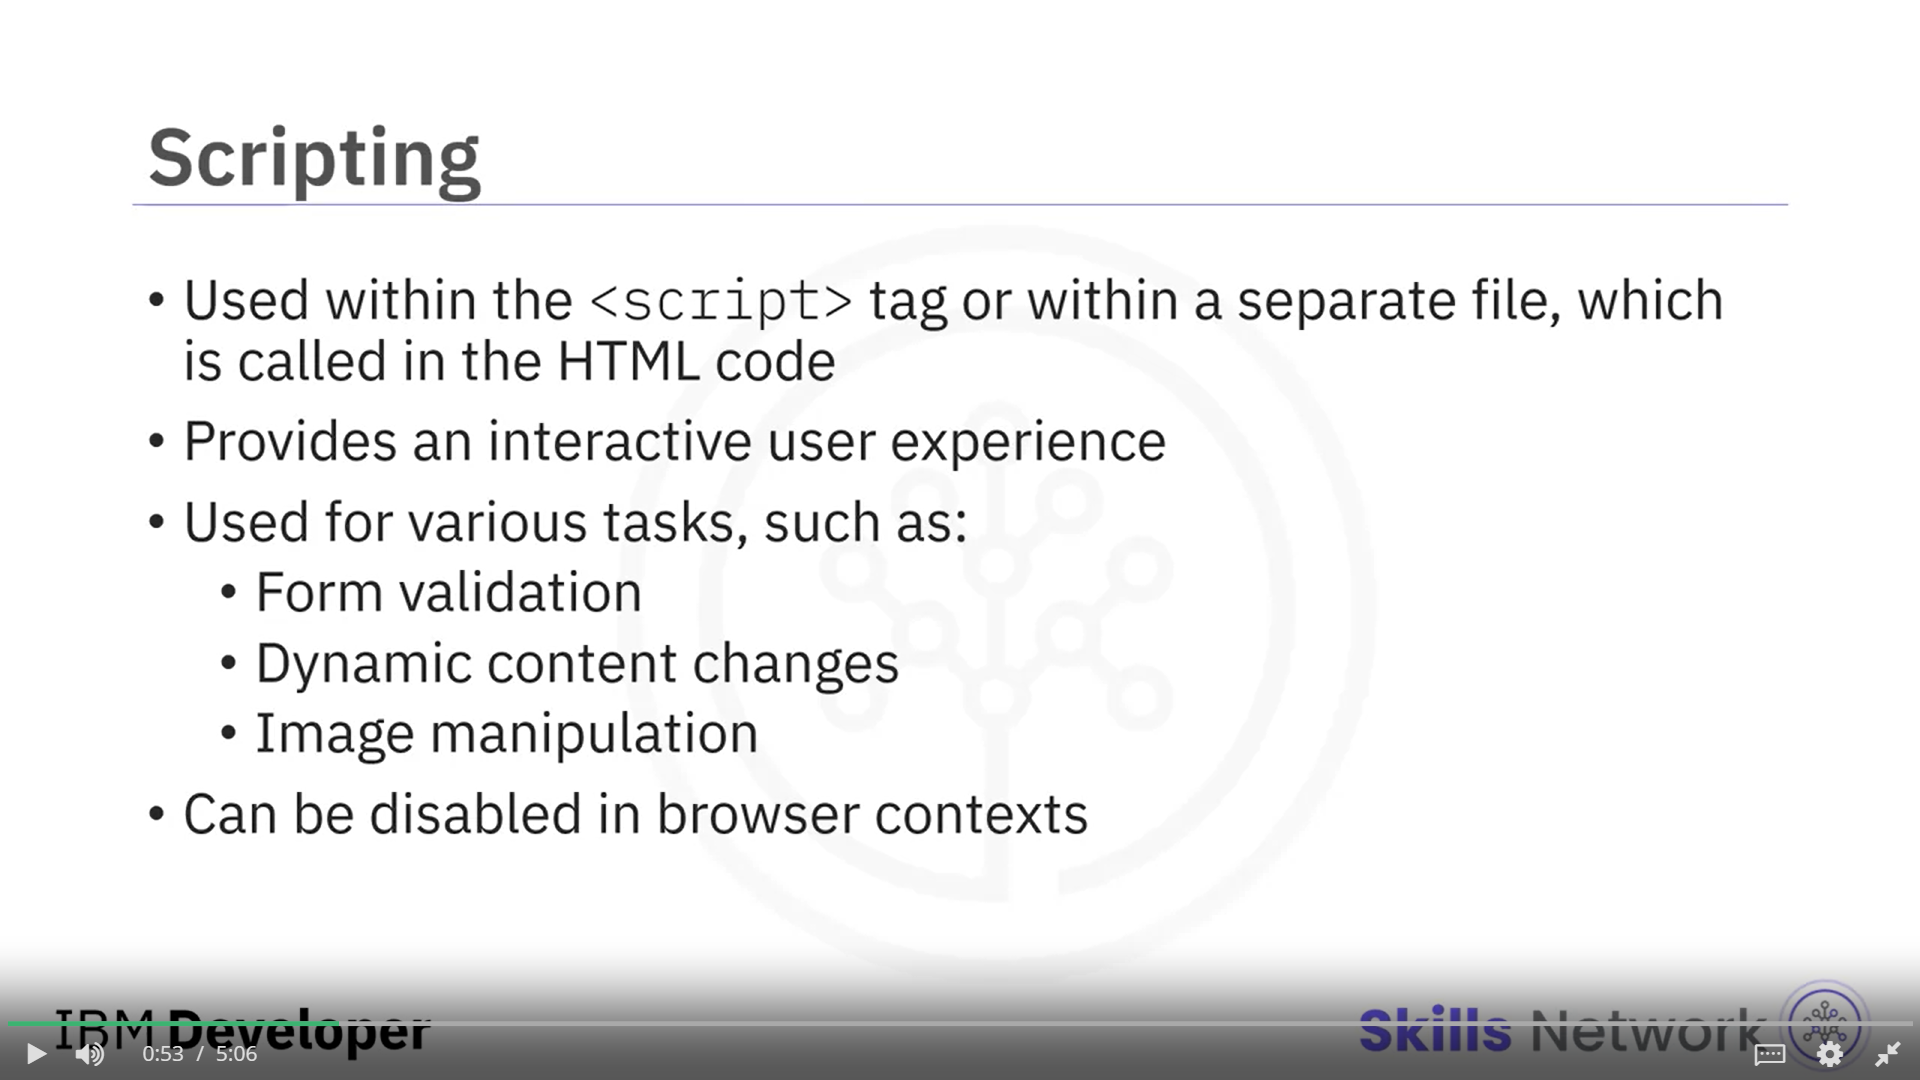 Scripting
• Used within the <script> tag or within a separate file, which
is called in the HTML code
• Provides an interactive user experience
• Used for various tasks, such as:
• Form validation
• Dynamic content changes
• Image manipulation
• Can be disabled in browser contexts
IBM Developer
Skills Network
0:53 / 5:06